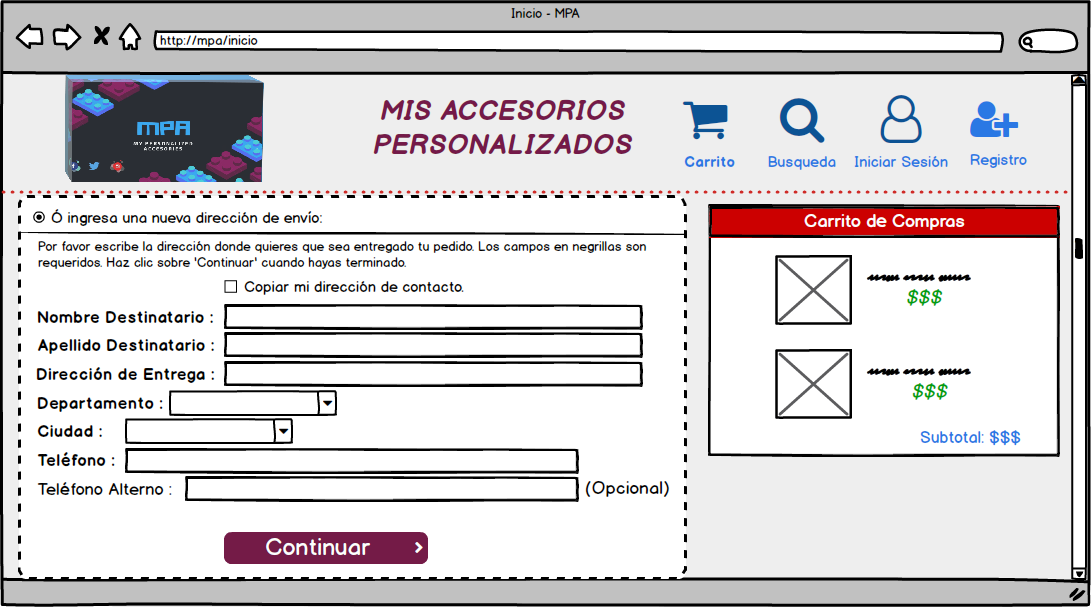 Inicio - MPA
http://mpa/inicio
MPA
MY PERSONALIZED
ACCESORIES
MIS ACCESORIOS
PERSONALIZADOS
Carrito
Busqueda
Iniciar Sesión
Registro
Ó ingresa una nueva dirección de envío:
Por favor escribe la dirección donde quieres que sea entregado tu pedido. Los campos en negrillas son
requeridos. Haz clic sobre 'Continuar' cuando hayas terminado.
Copiar mi dirección de contacto.
Nombre Destinatario :
Apellido Destinatario :
Dirección de Entrega :
Departamento :
Ciudad :
Teléfono :
Teléfono Alterno : (Opcional)
Continuar
Carrito de Compras
$$$
$$$
Subtotal: $$$